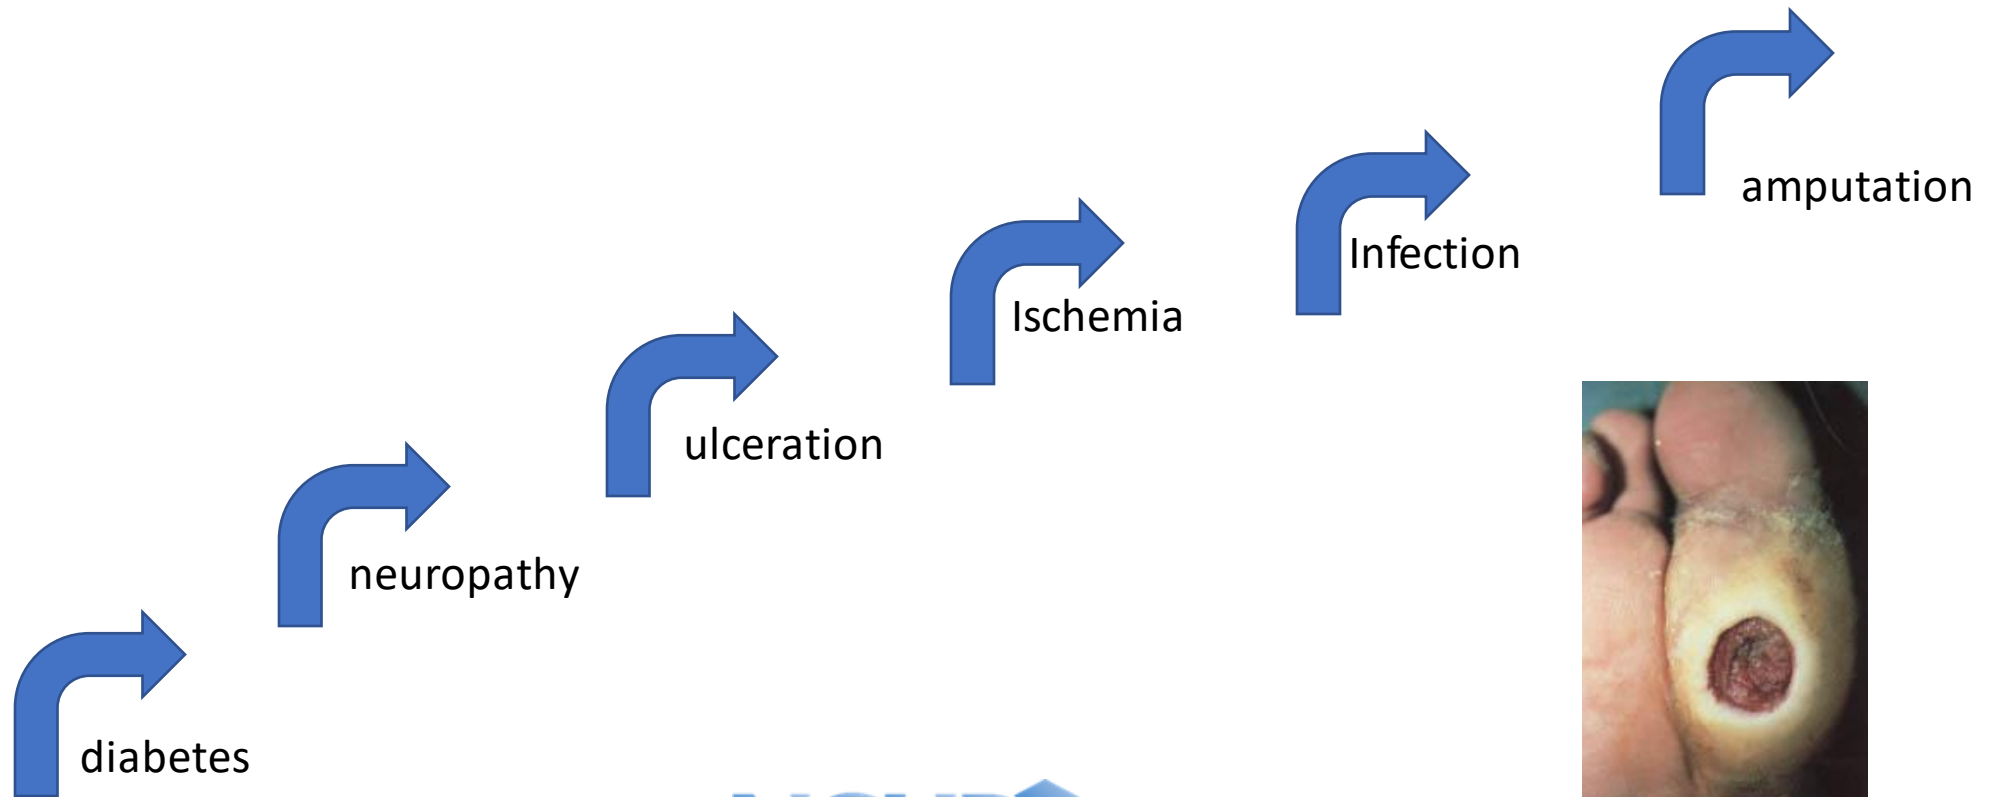 diabetes
neuropathy
ulceration
Ischemia
Infection
amputation